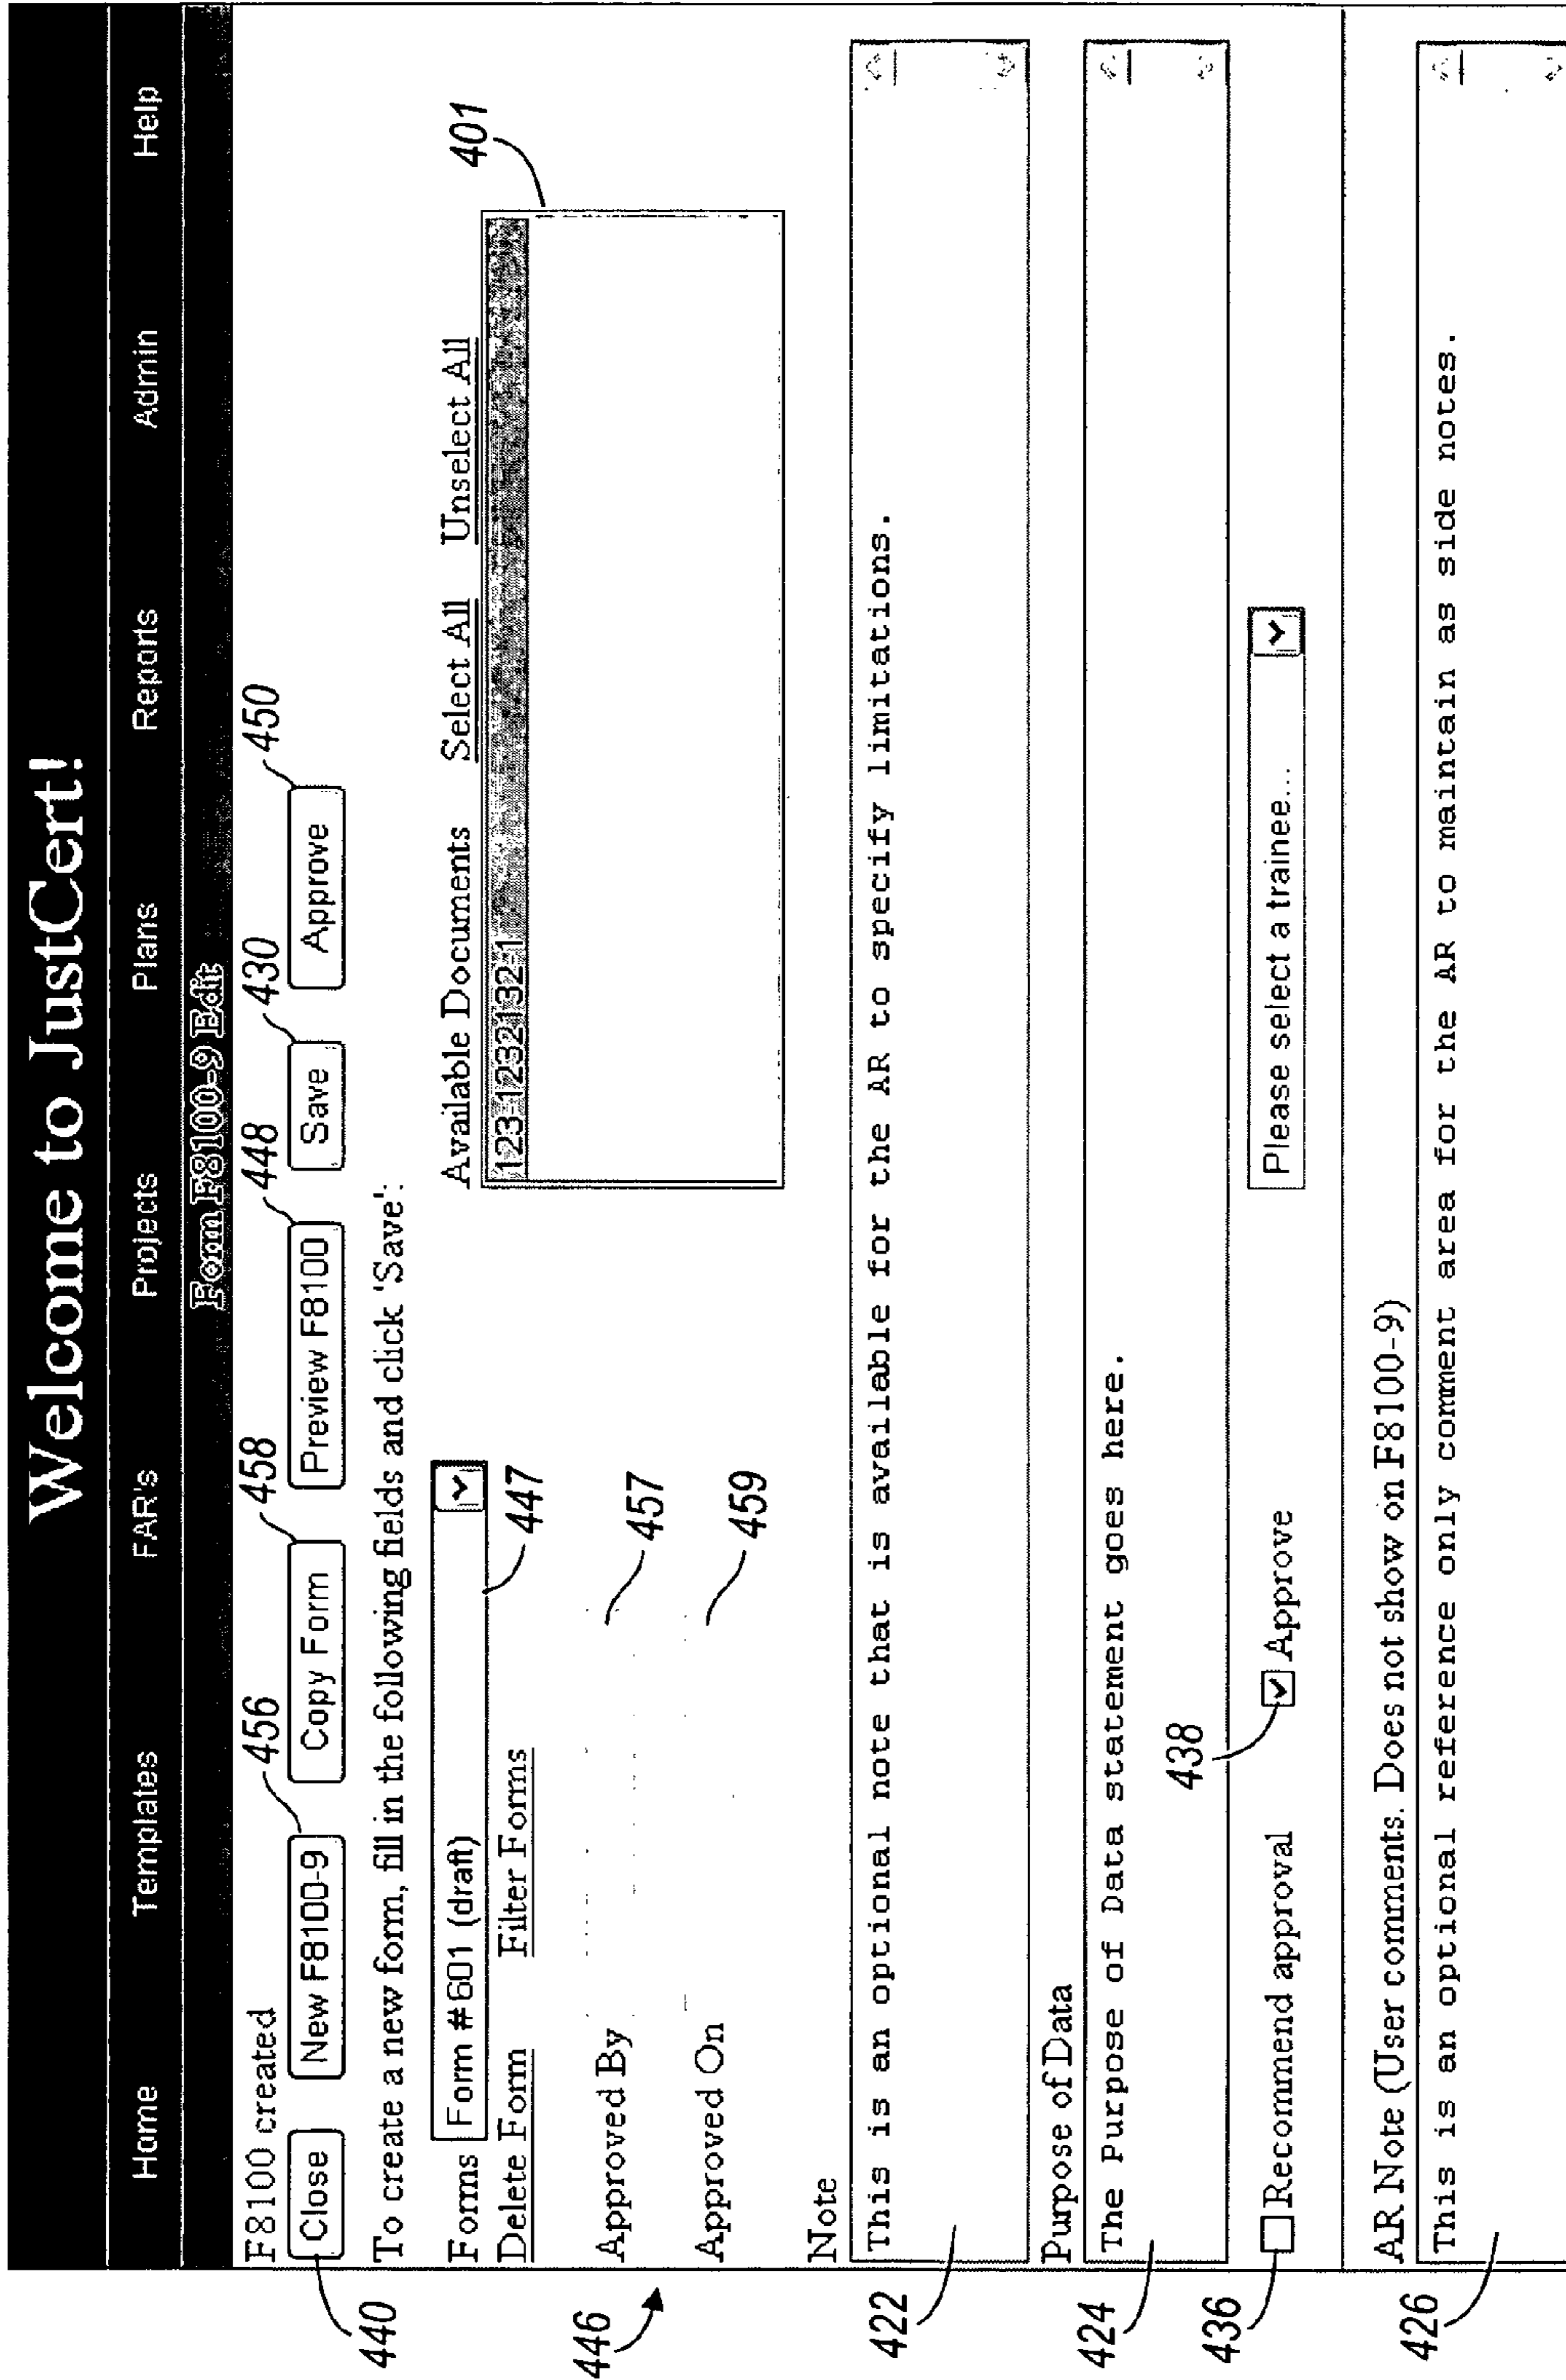 Welcome to JustCert!
Home Templates FAR's Projects Plans Reports Admin Help
Form F8100-9 Edit
F8100 created 456 458 448 430 450
Close New F8100-9 Copy Form Preview F8100 Save Approve
440
To create a new form, fill in the following fields and click 'Save':
Forms Form #601 (draft) Available Documents Select All Unselect All 401
Delete Form Filter Forms 447 123-1232132-1
446 Approved By 457
Approved On 459
Note
422 This is an optional note that is available for the AR to specify limitations.
Purpose of Data
424 The Purpose of Data statement goes here.
438
436 Recommend approval Approve Please select a trainee...
AR Note (User comments. Does not show on F8100-9)
426 This is an optional reference only comment area for the AR to maintain as side notes.